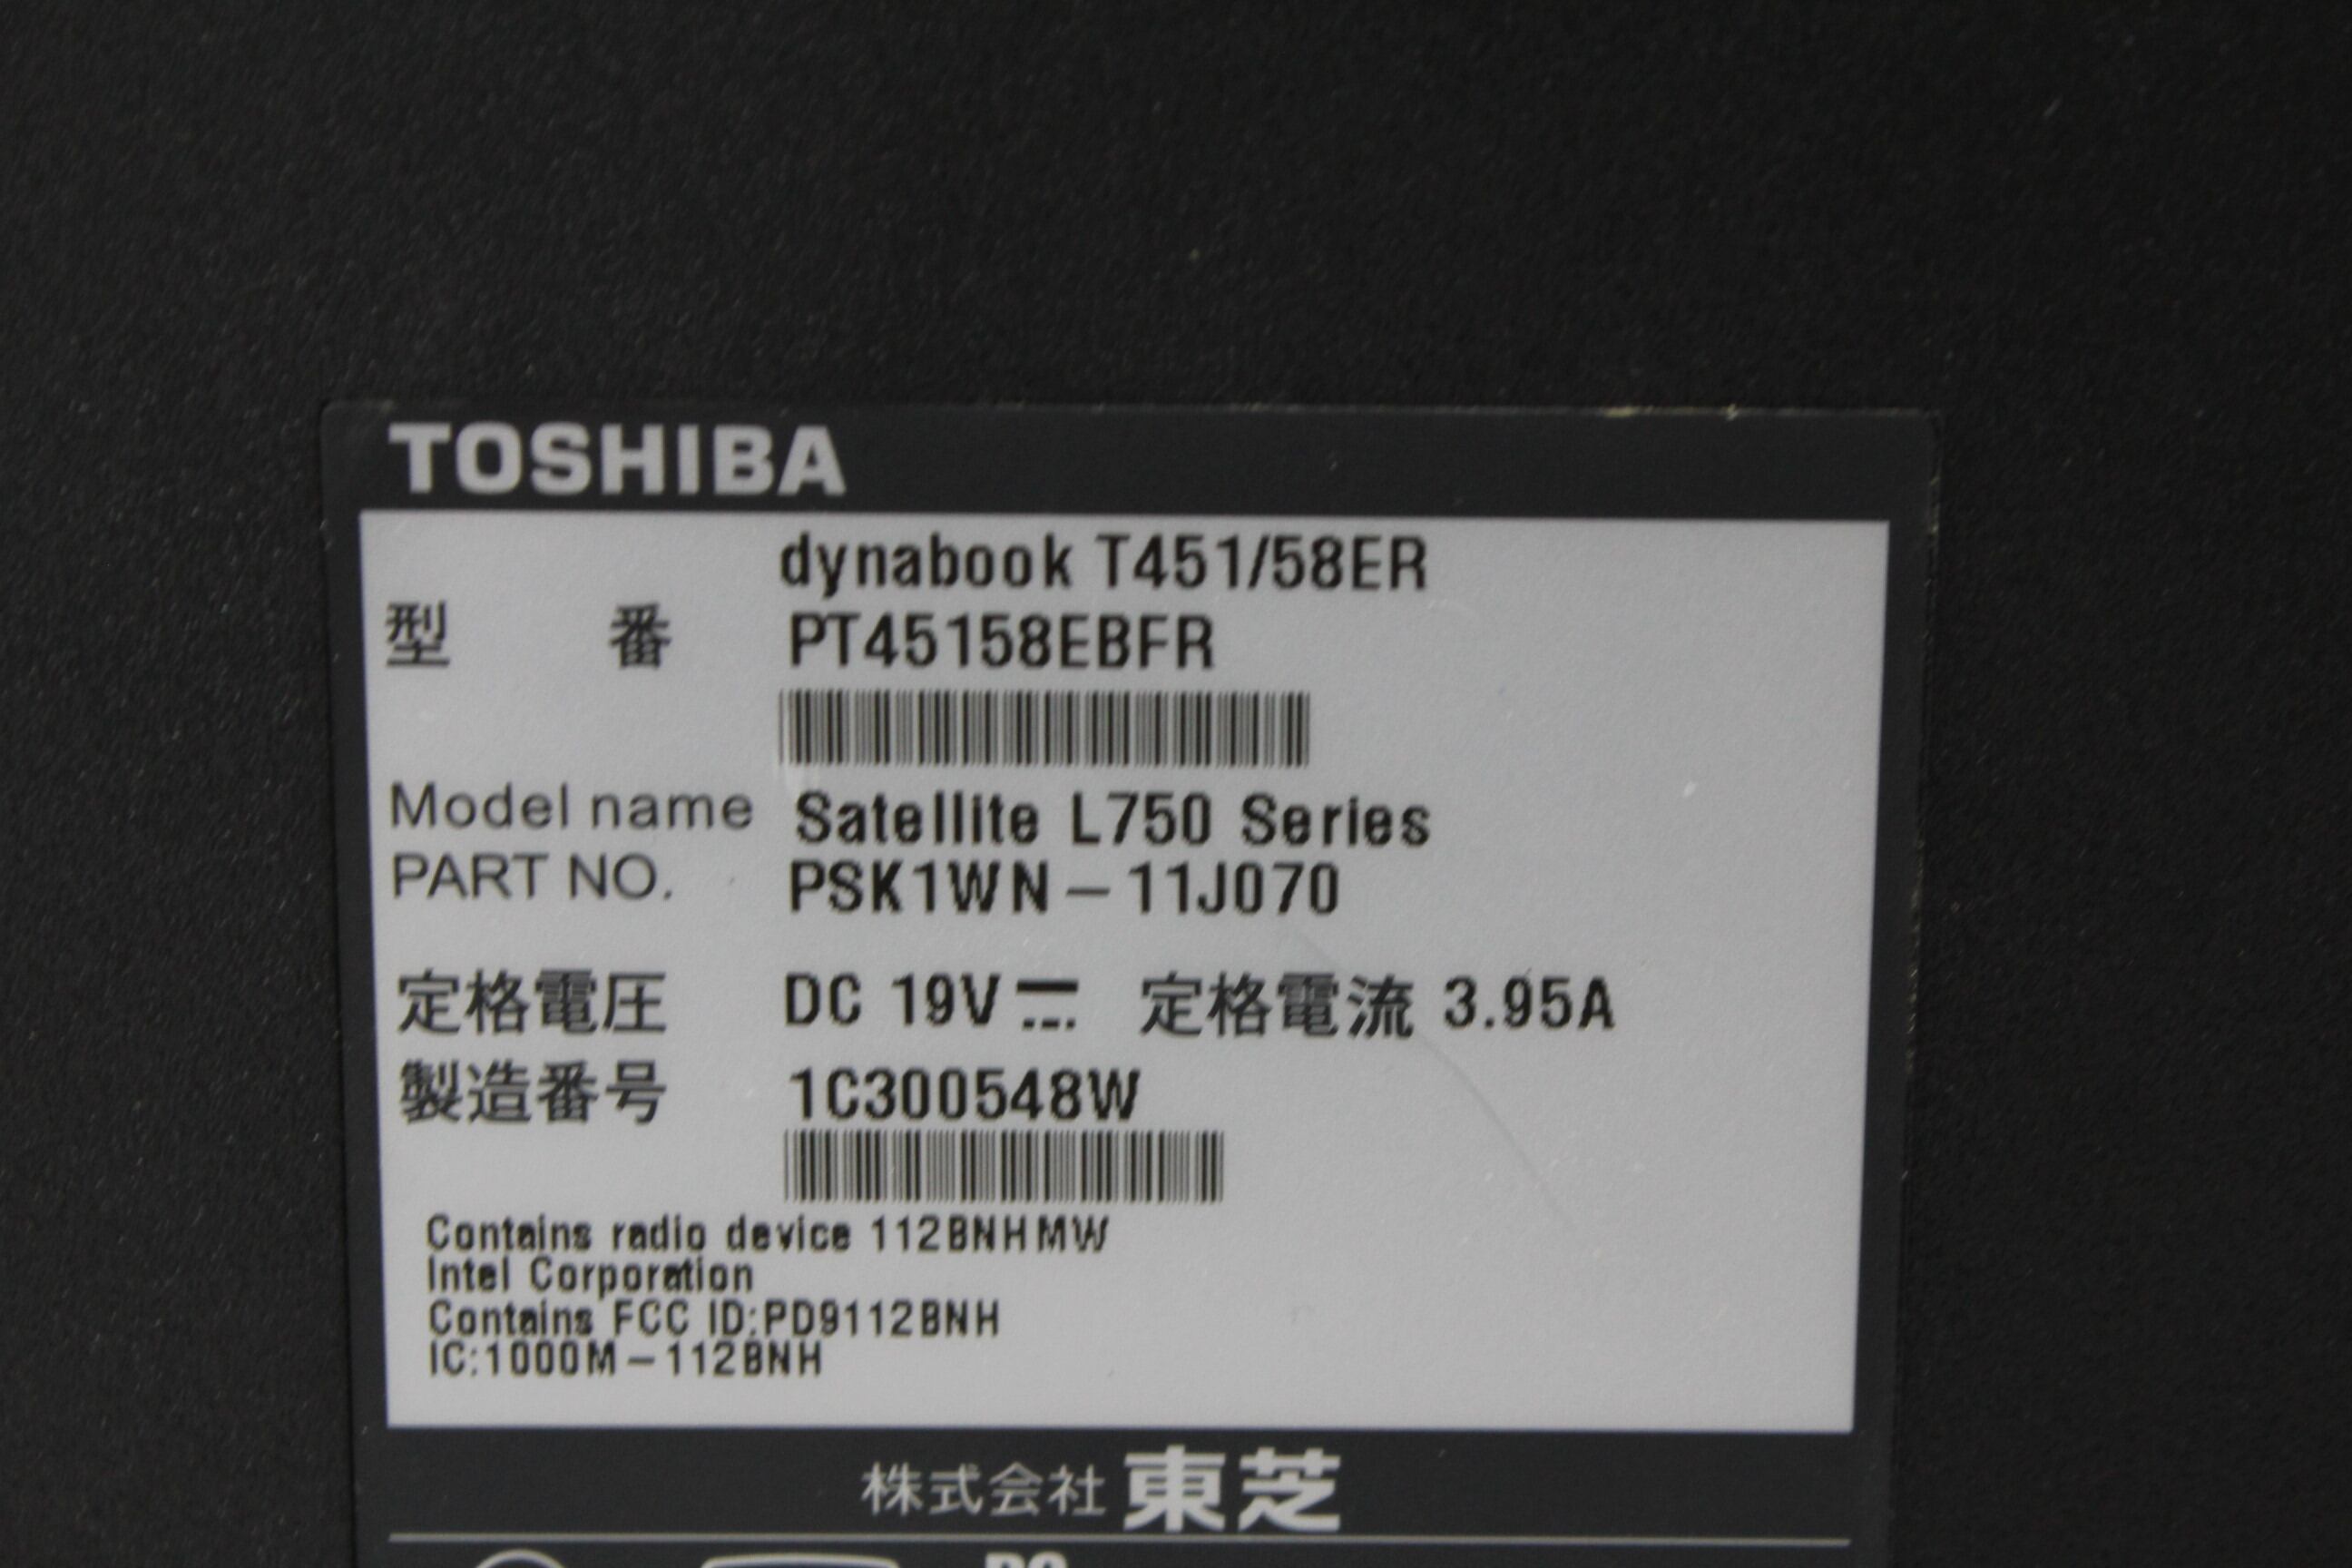 TOSHIBA
dynabook T451/58ER
型番 PT45158EBFR
Model name Satellite L750 Series
PART NO. PSK1WN-11J070
定格電圧 DC 19V 定格電流 3.95A
製造番号 1C300548W
Contains radio device 112BNHMW
Intel Corporation
Contains FCC ID:PD9112BNH
IC:1000M-112BNH
株式会社 東芝